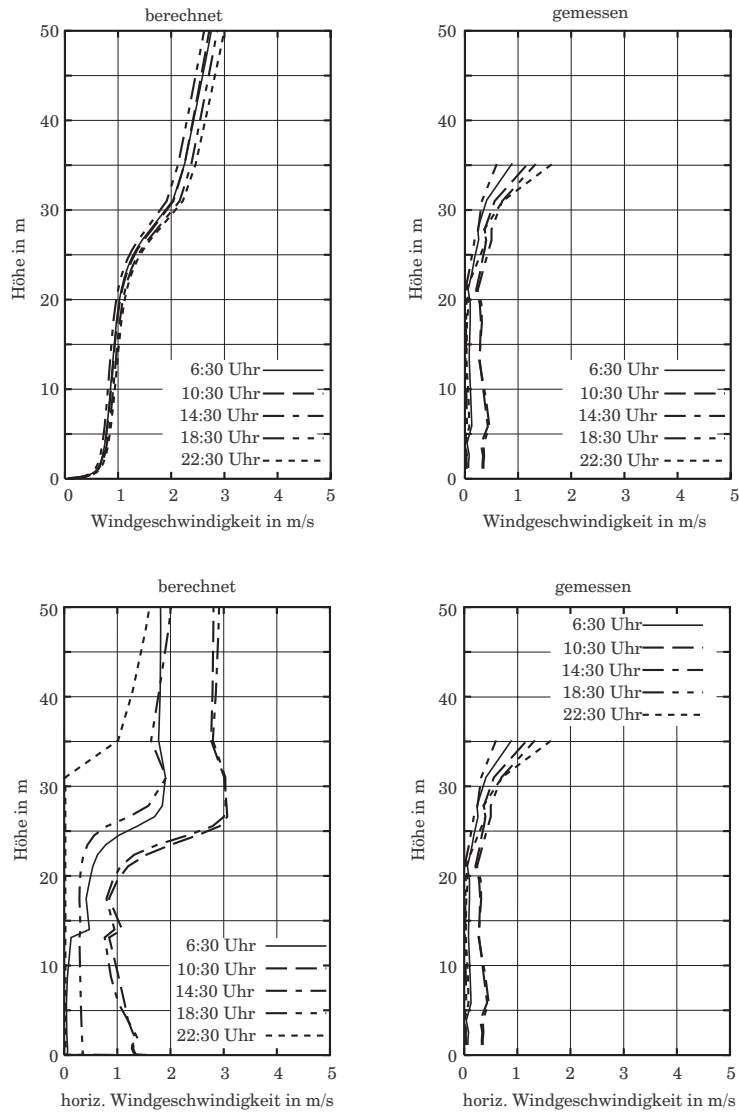 berechnet
50
40
30
20
10
0
Höhe in m
6:30 Uhr
10:30 Uhr
14:30 Uhr
18:30 Uhr
22:30 Uhr
0 1 2 3 4 5
Windgeschwindigkeit in m/s
gemessen
50
40
30
20
10
0
Höhe in m
6:30 Uhr
10:30 Uhr
14:30 Uhr
18:30 Uhr
22:30 Uhr
0 1 2 3 4 5
Windgeschwindigkeit in m/s
berechnet
50
40
30
20
10
0
Höhe in m
6:30 Uhr
10:30 Uhr
14:30 Uhr
18:30 Uhr
22:30 Uhr
0 1 2 3 4 5
horiz. Windgeschwindigkeit in m/s
gemessen
50
40
30
20
10
0
Höhe in m
6:30 Uhr
10:30 Uhr
14:30 Uhr
18:30 Uhr
22:30 Uhr
0 1 2 3 4 5
horiz. Windgeschwindigkeit in m/s